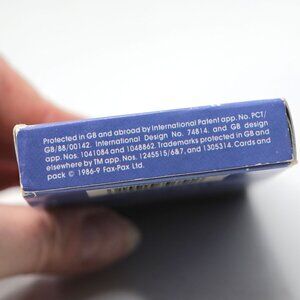 Protected in GB and abroad by International Patent app. No. PCT/
GB/88/00142. International Design No. 74814. and GB design
app. Nos. 1041084 and 1048862. Trademarks protected in GB and
elsewhere by TM app. Nos. 1245515/6&7, and 1305314. Cards and
pack © 1986-9 Fax-Pax Ltd.